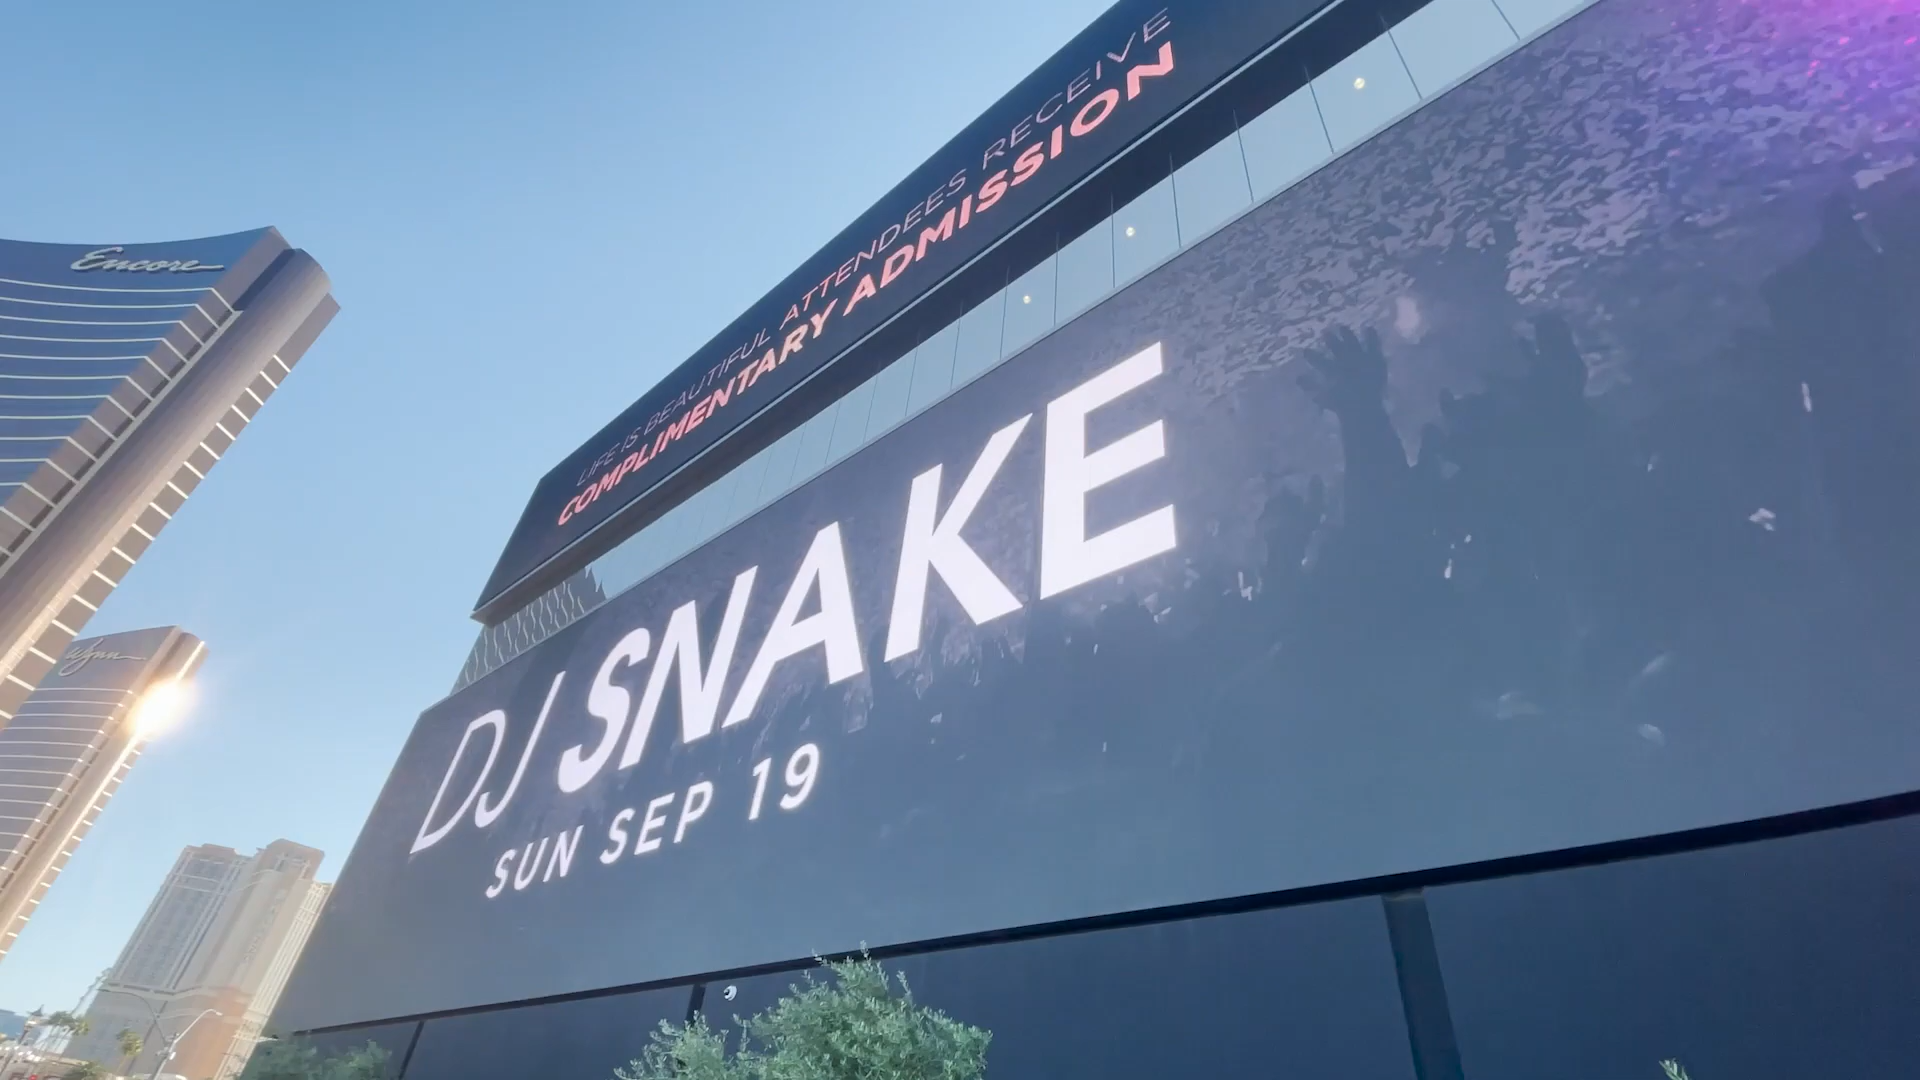 LIFE IS BEAUTIFUL ATTENDEES RECEIVE
COMPLIMENTARY ADMISSION
Encore
DJ SNAKE
SUN SEP 19
Wynn